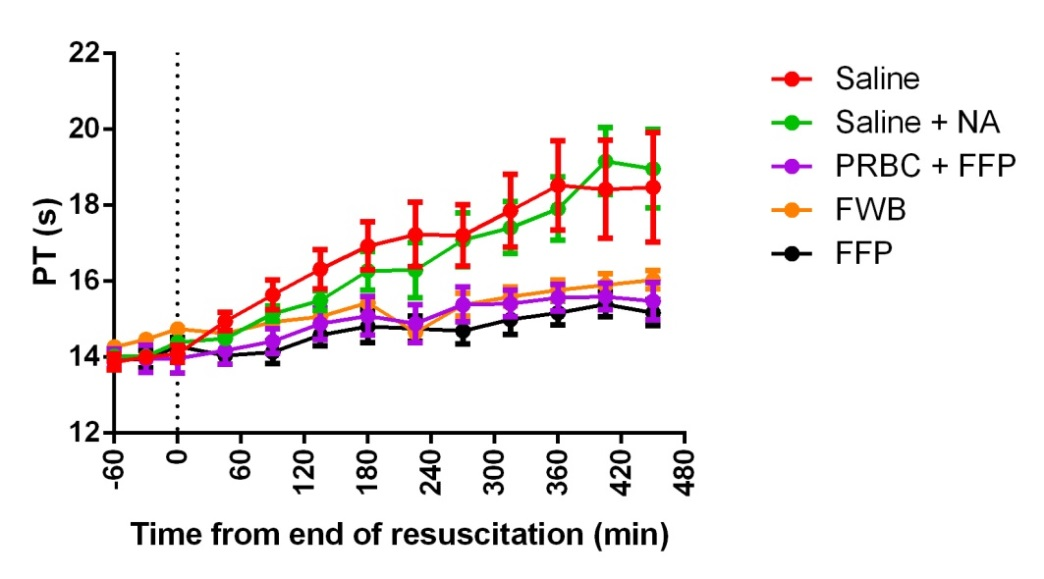 22
20
18
16
14
12
PT (s)
-60 0 60 120 180 240 300 360 420 480
Time from end of resuscitation (min)
Saline
Saline + NA
PRBC + FFP
FWB
FFP